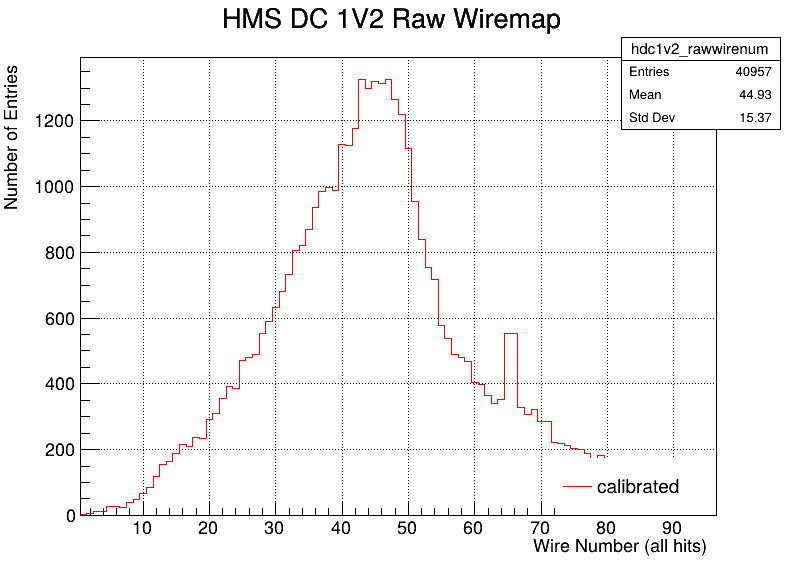 HMS DC 1V2 Raw Wiremap
hdc1v2_rawwirenum
Entries 40957
Mean 44.93
Std Dev 15.37
Number of Entries
1200
1000
800
600
400
200
0
10 20 30 40 50 60 70 80 90
Wire Number (all hits)
calibrated